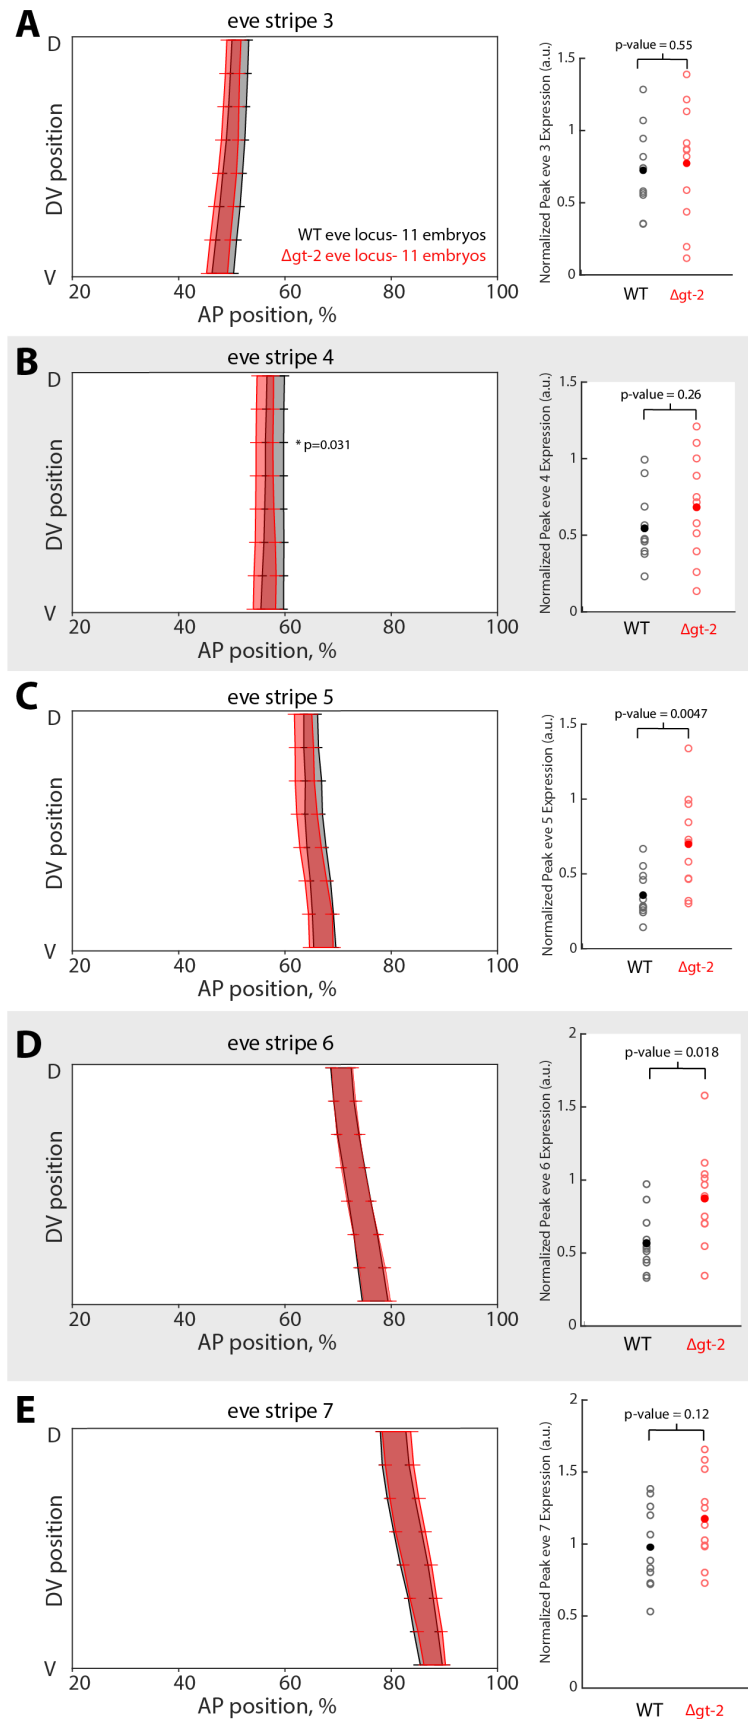 A
eve stripe 3
D
DV position
V
WT eve locus- 11 embryos
Δgt-2 eve locus- 11 embryos
20 40 60 80 100
AP position, %
Normalized Peak eve 3 Expression (a.u.)
p-value = 0.55
1.5
1
0.5
0
WT Δgt-2
B
eve stripe 4
D
DV position
V
* p=0.031
20 40 60 80 100
AP position, %
Normalized Peak eve 4 Expression (a.u.)
p-value = 0.26
1.5
1
0.5
0
WT Δgt-2
C
eve stripe 5
D
DV position
V
20 40 60 80 100
AP position, %
Normalized Peak eve 5 Expression (a.u.)
p-value = 0.0047
1.5
1
0.5
0
WT Δgt-2
D
eve stripe 6
D
DV position
V
20 40 60 80 100
AP position, %
Normalized Peak eve 6 Expression (a.u.)
p-value = 0.018
2
1.5
1
0.5
0
WT Δgt-2
E
eve stripe 7
D
DV position
V
20 40 60 80 100
AP position, %
Normalized Peak eve 7 Expression (a.u.)
p-value = 0.12
2
1.5
1
0.5
0
WT Δgt-2